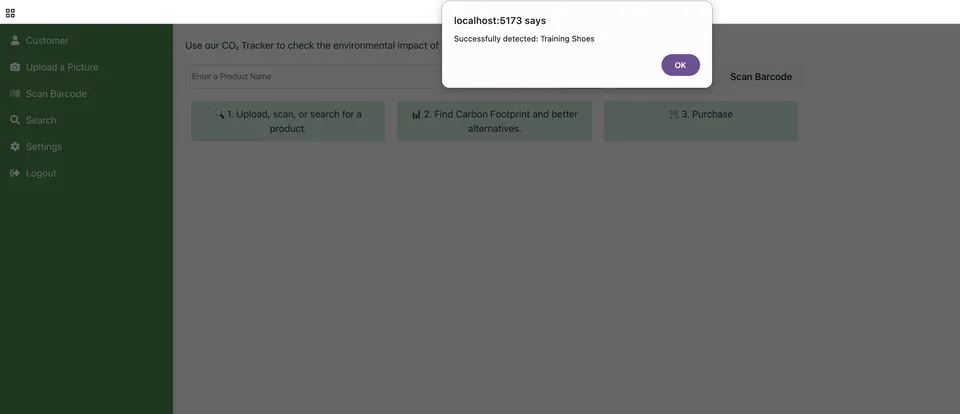 localhost:5173 says
Successfully detected: Training Shoes
OK
Customer
Upload a Picture
Scan Barcode
Search
Settings
Logout
Use our CO₂ Tracker to check the environmental impact of
Enter a Product Name
Scan Barcode
1. Upload, scan, or search for a
product.
2. Find Carbon Footprint and better
alternatives.
3. Purchase